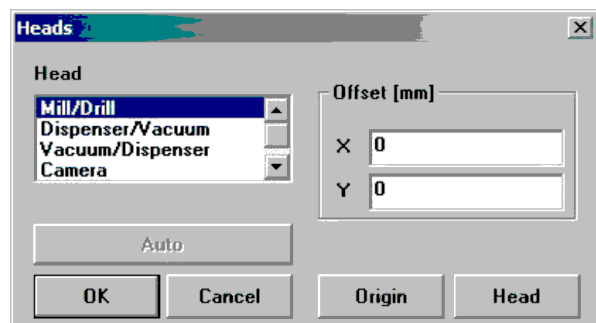 Heads
Head
Mill/Drill
Dispenser/Vacuum
Vacuum/Dispenser
Camera
Offset [mm]
X 0
Y 0
Auto
OK Cancel Origin Head